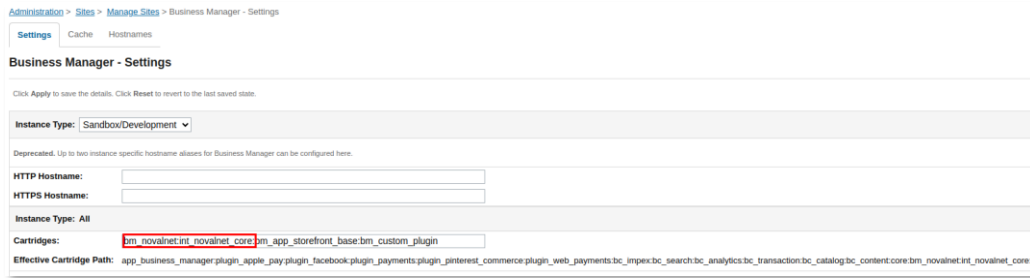 Administration > Sites > Manage Sites > Business Manager - Settings
Settings Cache Hostnames
Business Manager - Settings
Click Apply to save the details. Click Reset to revert to the last saved state.
Instance Type: Sandbox/Development
Deprecated. Up to two instance specific hostname aliases for Business Manager can be configured here.
HTTP Hostname:
HTTPS Hostname:
Instance Type: All
Cartridges: bm_novalnet:int_novalnet_core:bm_app_storefront_base:bm_custom_plugin
Effective Cartridge Path: app_business_manager:plugin_apple_pay:plugin_facebook:plugin_payments:plugin_pinterest_commerce:plugin_web_payments:bc_impex:bc_search:bc_analytics:bc_transaction:bc_catalog:bc_content:core:bm_novalnet:int_novalnet_core: